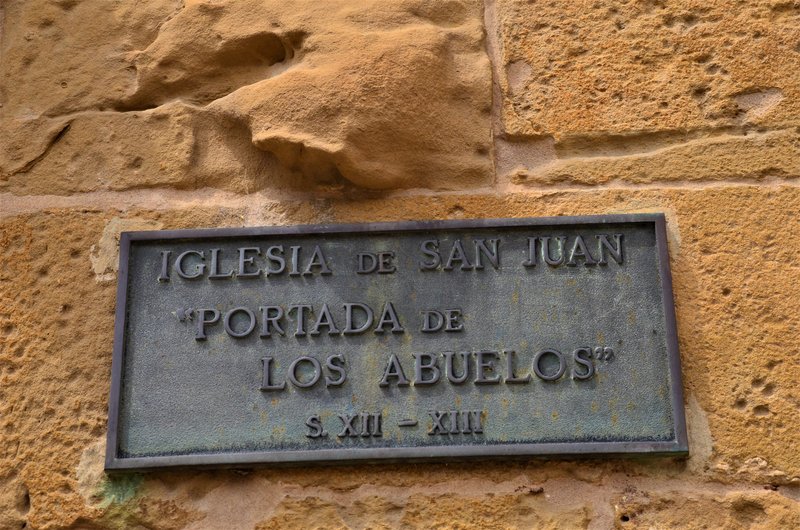 IGLESIA DE SAN JUAN
"PORTADA DE
LOS ABUELOS"
S. XII - XIII